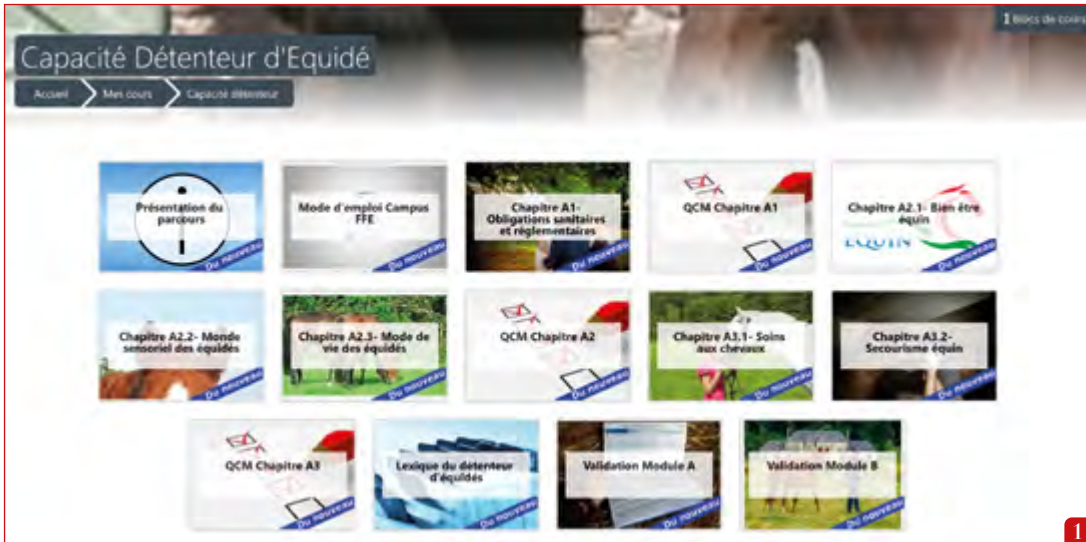 1 Blocs de cours
Capacité Détenteur d'Equidé
Accueil Mes cours Capacité détenteur
Présentation du
parcours
Du nouveau
Mode d'emploi Campus
FFE
Du nouveau
Chapitre A1-
Obligations sanitaires
et réglementaires
Du nouveau
QCM Chapitre A1
Du nouveau
Chapitre A2.1- Bien être
équin
EQUIN
Du nouveau
Chapitre A2.2- Monde
sensoriel des équidés
Du nouveau
Chapitre A2.3- Mode de
vie des équidés
Du nouveau
QCM Chapitre A2
Du nouveau
Chapitre A3.1- Soins
aux chevaux
Du nouveau
Chapitre A3.2-
Secourisme équin
Du nouveau
QCM Chapitre A3
Du nouveau
Lexique du détenteur
d'équidés
Du nouveau
Validation Module A
Du nouveau
Validation Module B
Du nouveau
1